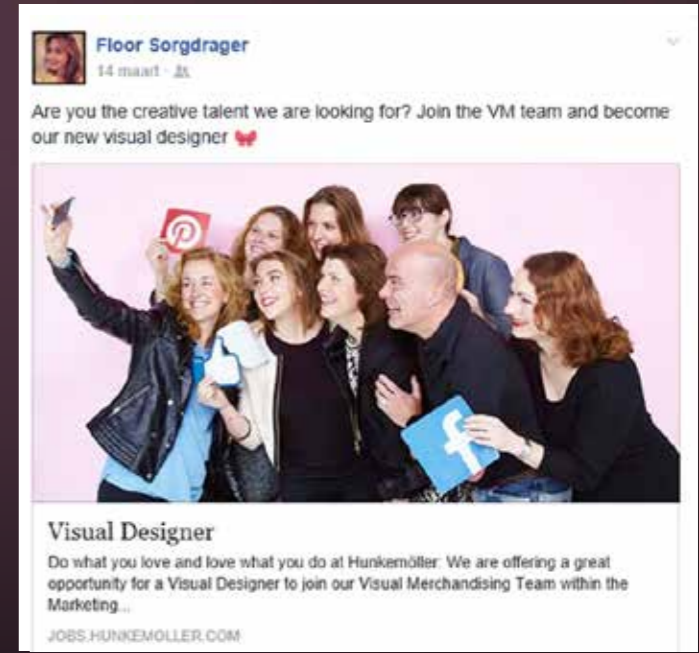 Floor Sorgdrager
14 maart
Are you the creative talent we are looking for? Join the VM team and become
our new visual designer
Visual Designer
Do what you love and love what you do at Hunkemöller: We are offering a great
opportunity for a Visual Designer to join our Visual Merchandising Team within the
Marketing...
JOBS.HUNKEMOLLER.COM